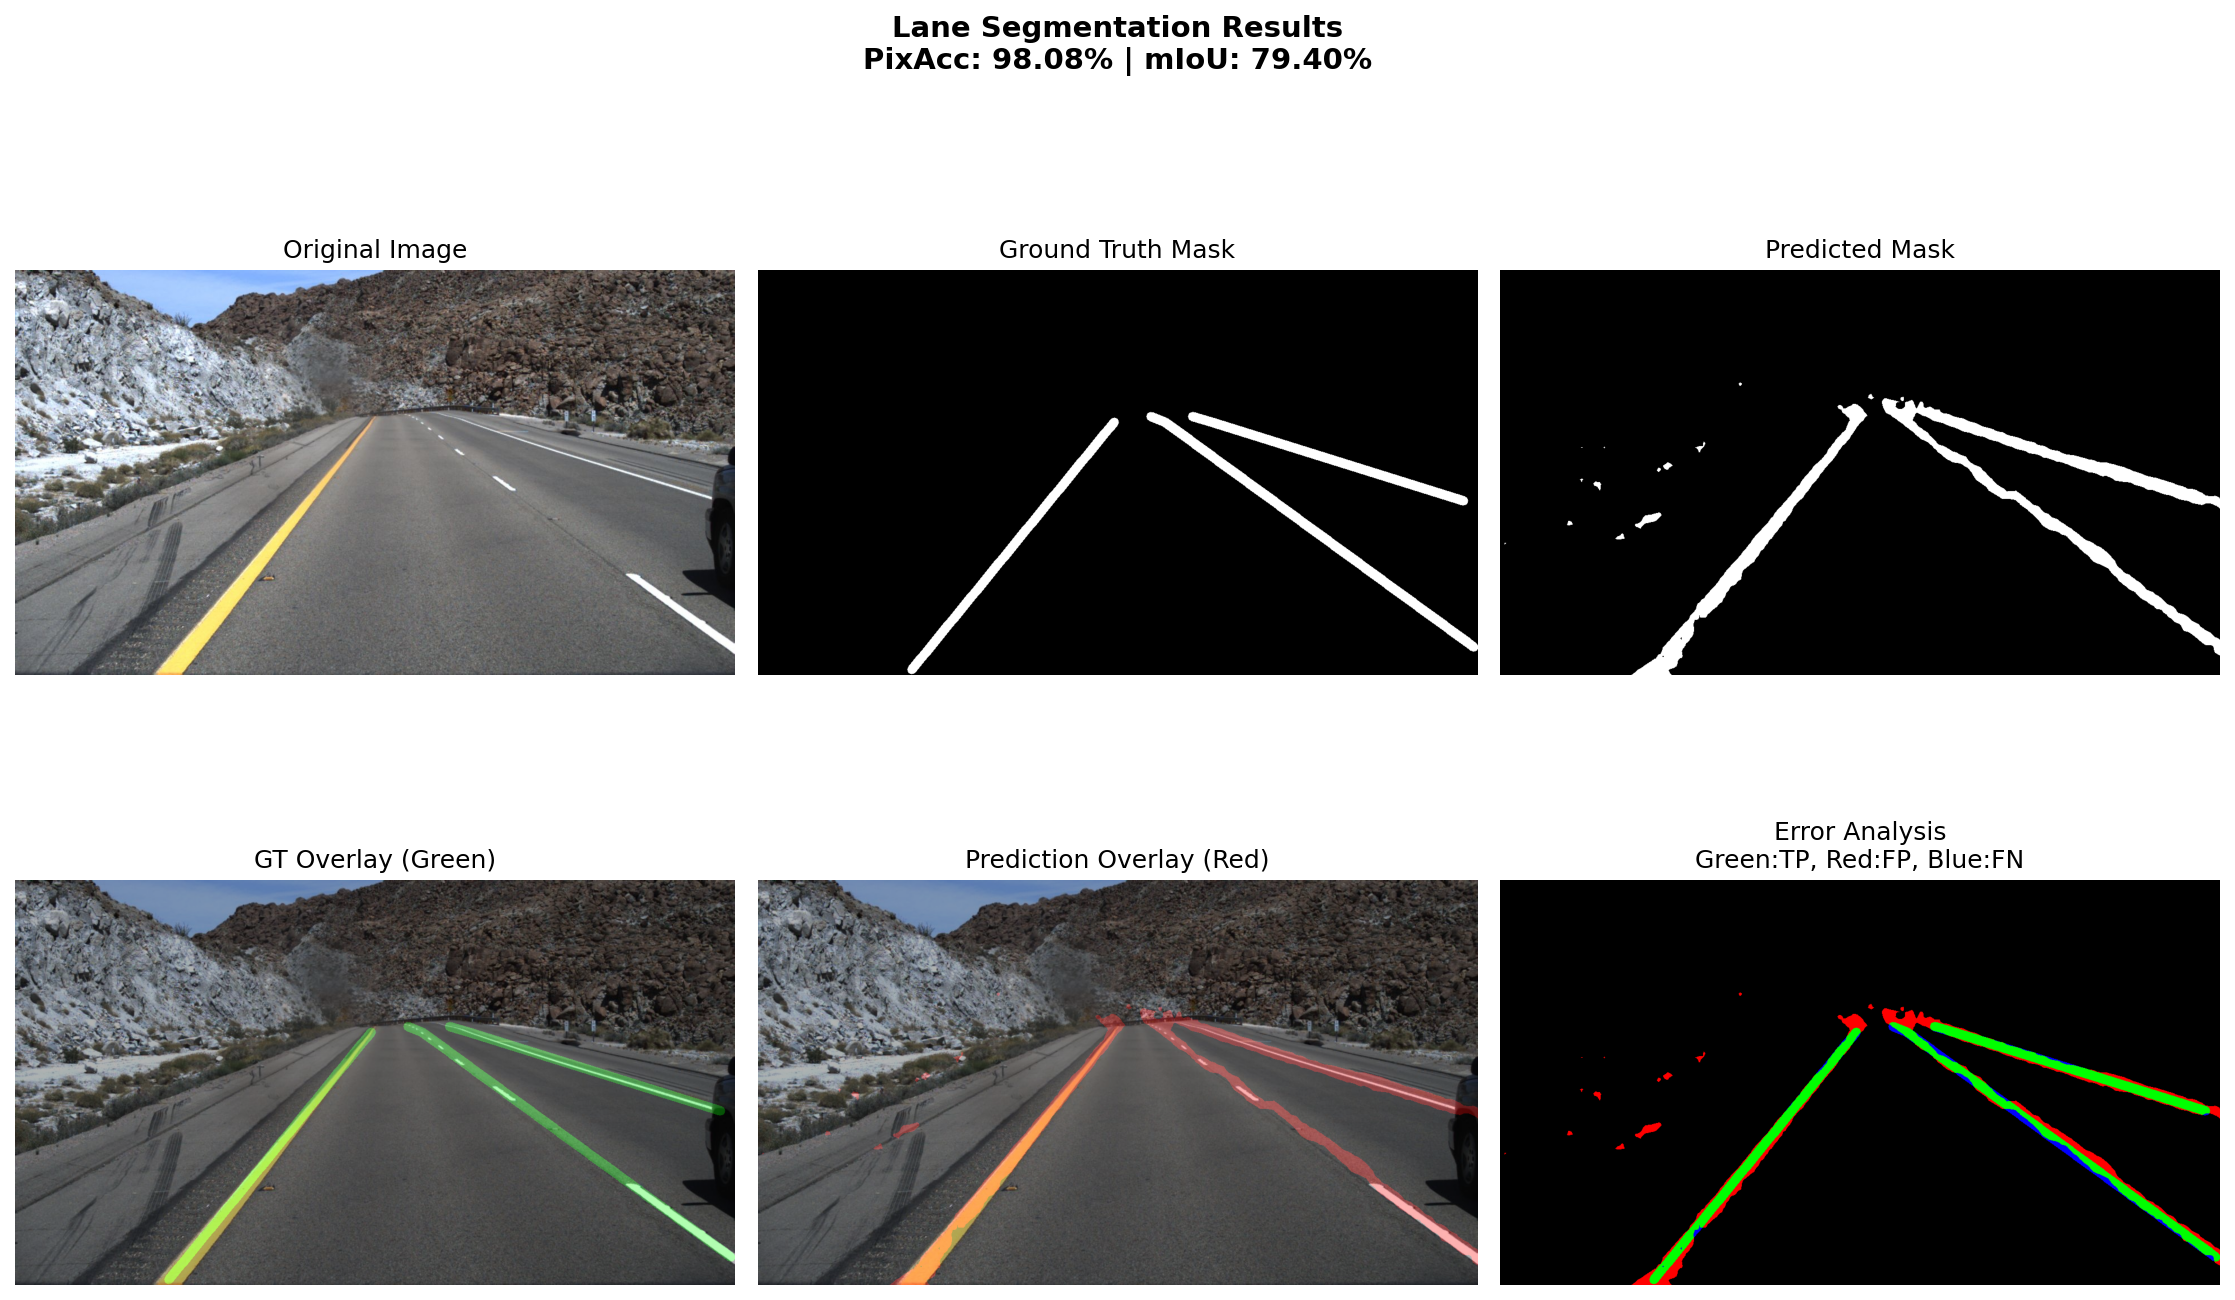 Lane Segmentation Results
PixAcc: 98.08% | mIoU: 79.40%
Original Image
Ground Truth Mask
Predicted Mask
GT Overlay (Green)
Prediction Overlay (Red)
Error Analysis
Green:TP, Red:FP, Blue:FN